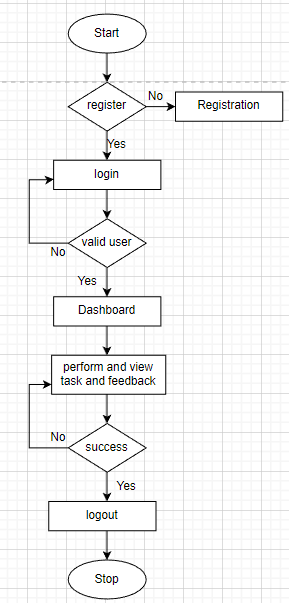 Start
register
No
Registration
Yes
login
valid user
No
Yes
Dashboard
perform and view
task and feedback
No
success
Yes
logout
Stop